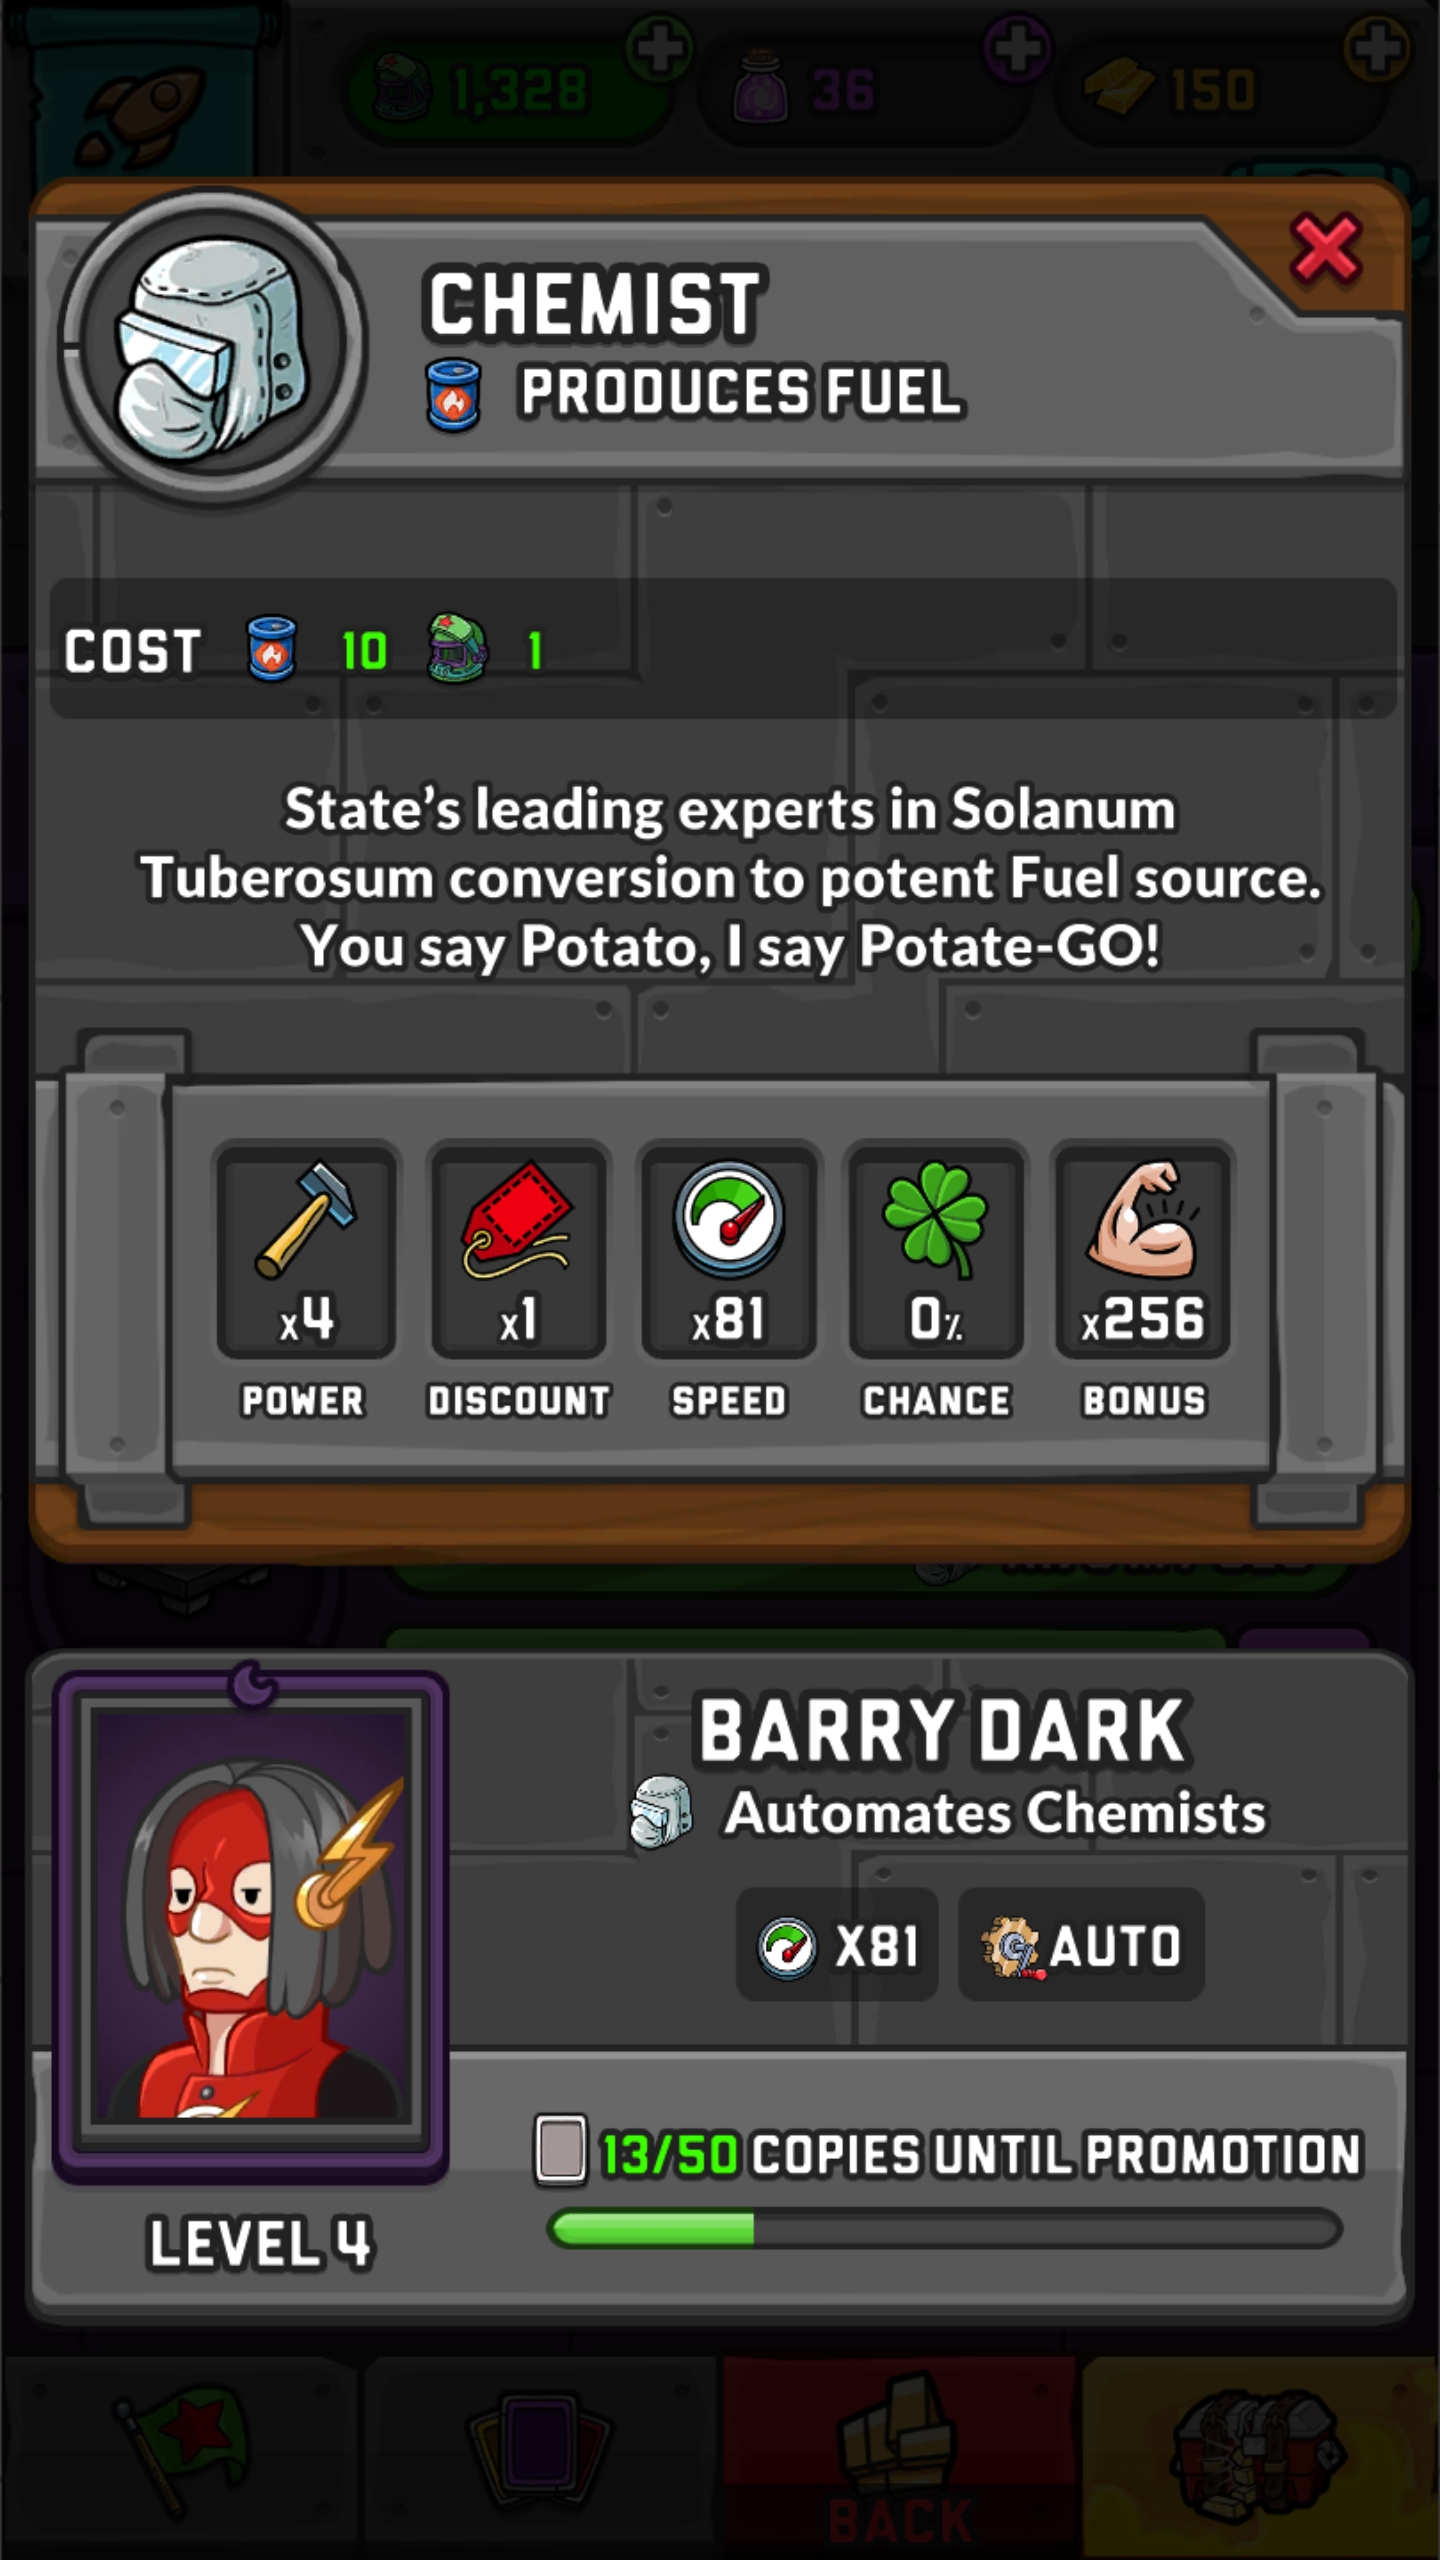 1,328
36
150
CHEMIST
PRODUCES FUEL
COST 10 1
State's leading experts in Solanum
Tuberosum conversion to potent Fuel source.
You say Potato, I say Potate-GO!
x4 x1 x81 0% x256
POWER DISCOUNT SPEED CHANCE BONUS
BARRY DARK
Automates Chemists
X81 AUTO
13/50 COPIES UNTIL PROMOTION
LEVEL 4
BACK